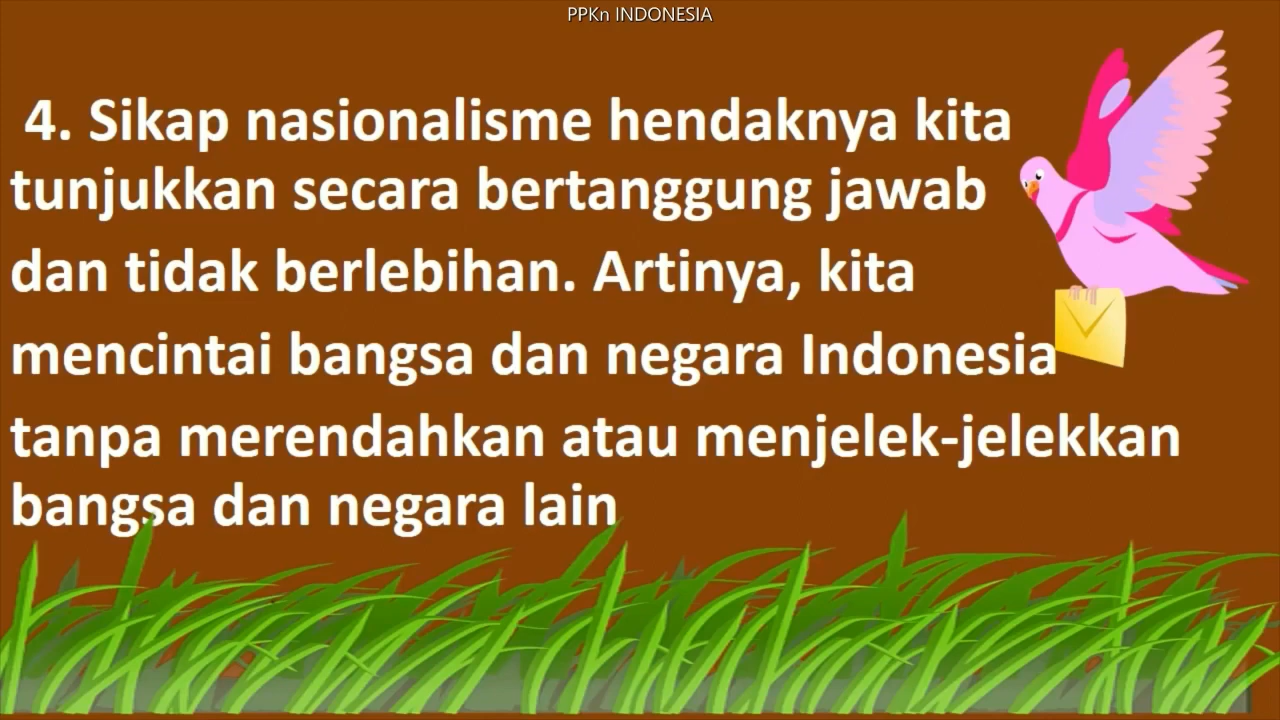 PPKn INDONESIA
4. Sikap nasionalisme hendaknya kita
tunjukkan secara bertanggung jawab
dan tidak berlebihan. Artinya, kita
mencintai bangsa dan negara Indonesia
tanpa merendahkan atau menjelek-jelekkan
bangsa dan negara lain